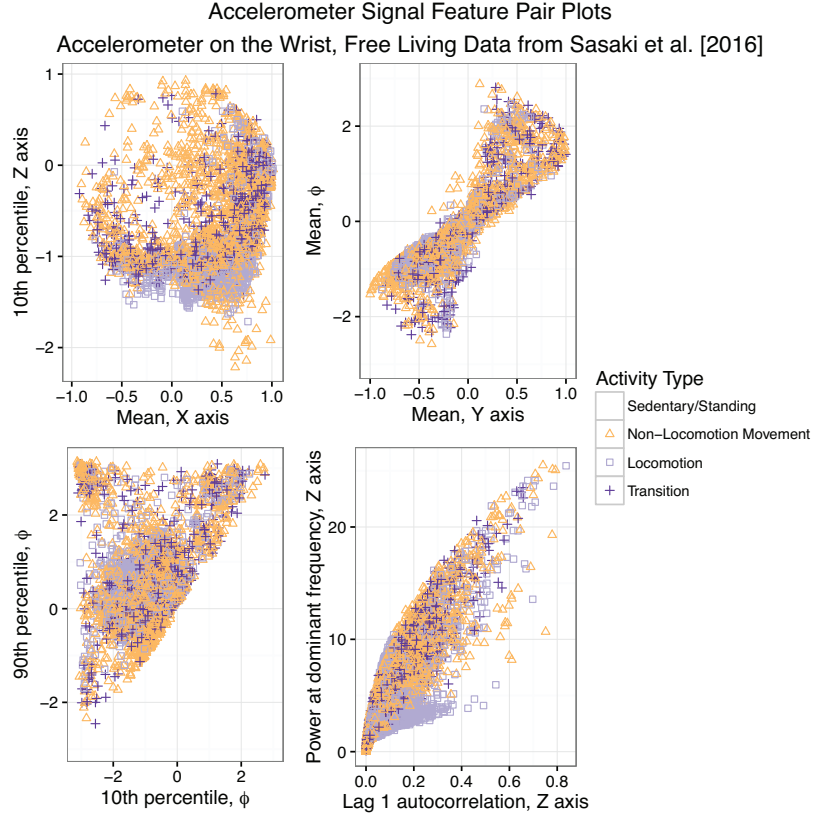 Accelerometer Signal Feature Pair Plots
Accelerometer on the Wrist, Free Living Data from Sasaki et al. [2016]
1
0
−1
−2
10th percentile, Z axis
−1.0 −0.5 0.0 0.5 1.0
Mean, X axis
2
0
−2
Mean, ϕ
−1.0 −0.5 0.0 0.5 1.0
Mean, Y axis
2
0
−2
90th percentile, ϕ
−2 0 2
10th percentile, ϕ
20
10
0
Power at dominant frequency, Z axis
0.0 0.2 0.4 0.6 0.8
Lag 1 autocorrelation, Z axis
Activity Type
Sedentary/Standing
Non−Locomotion Movement
Locomotion
Transition